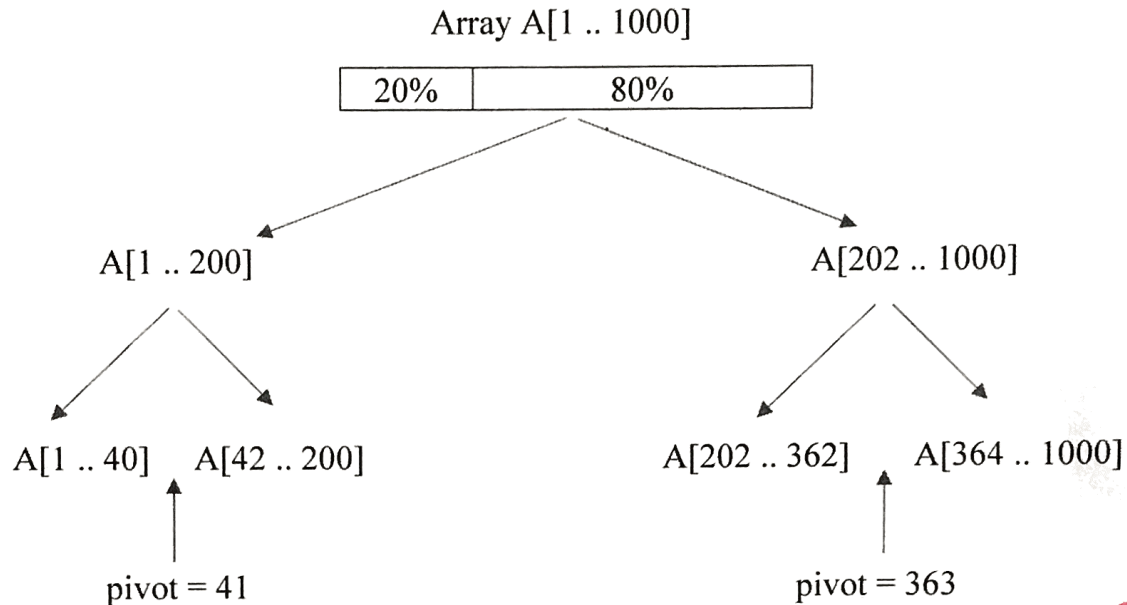 Array A[1 .. 1000]
20% 80%
A[1 .. 200] A[202 .. 1000]
A[1 .. 40] A[42 .. 200] A[202 .. 362] A[364 .. 1000]
pivot = 41 pivot = 363